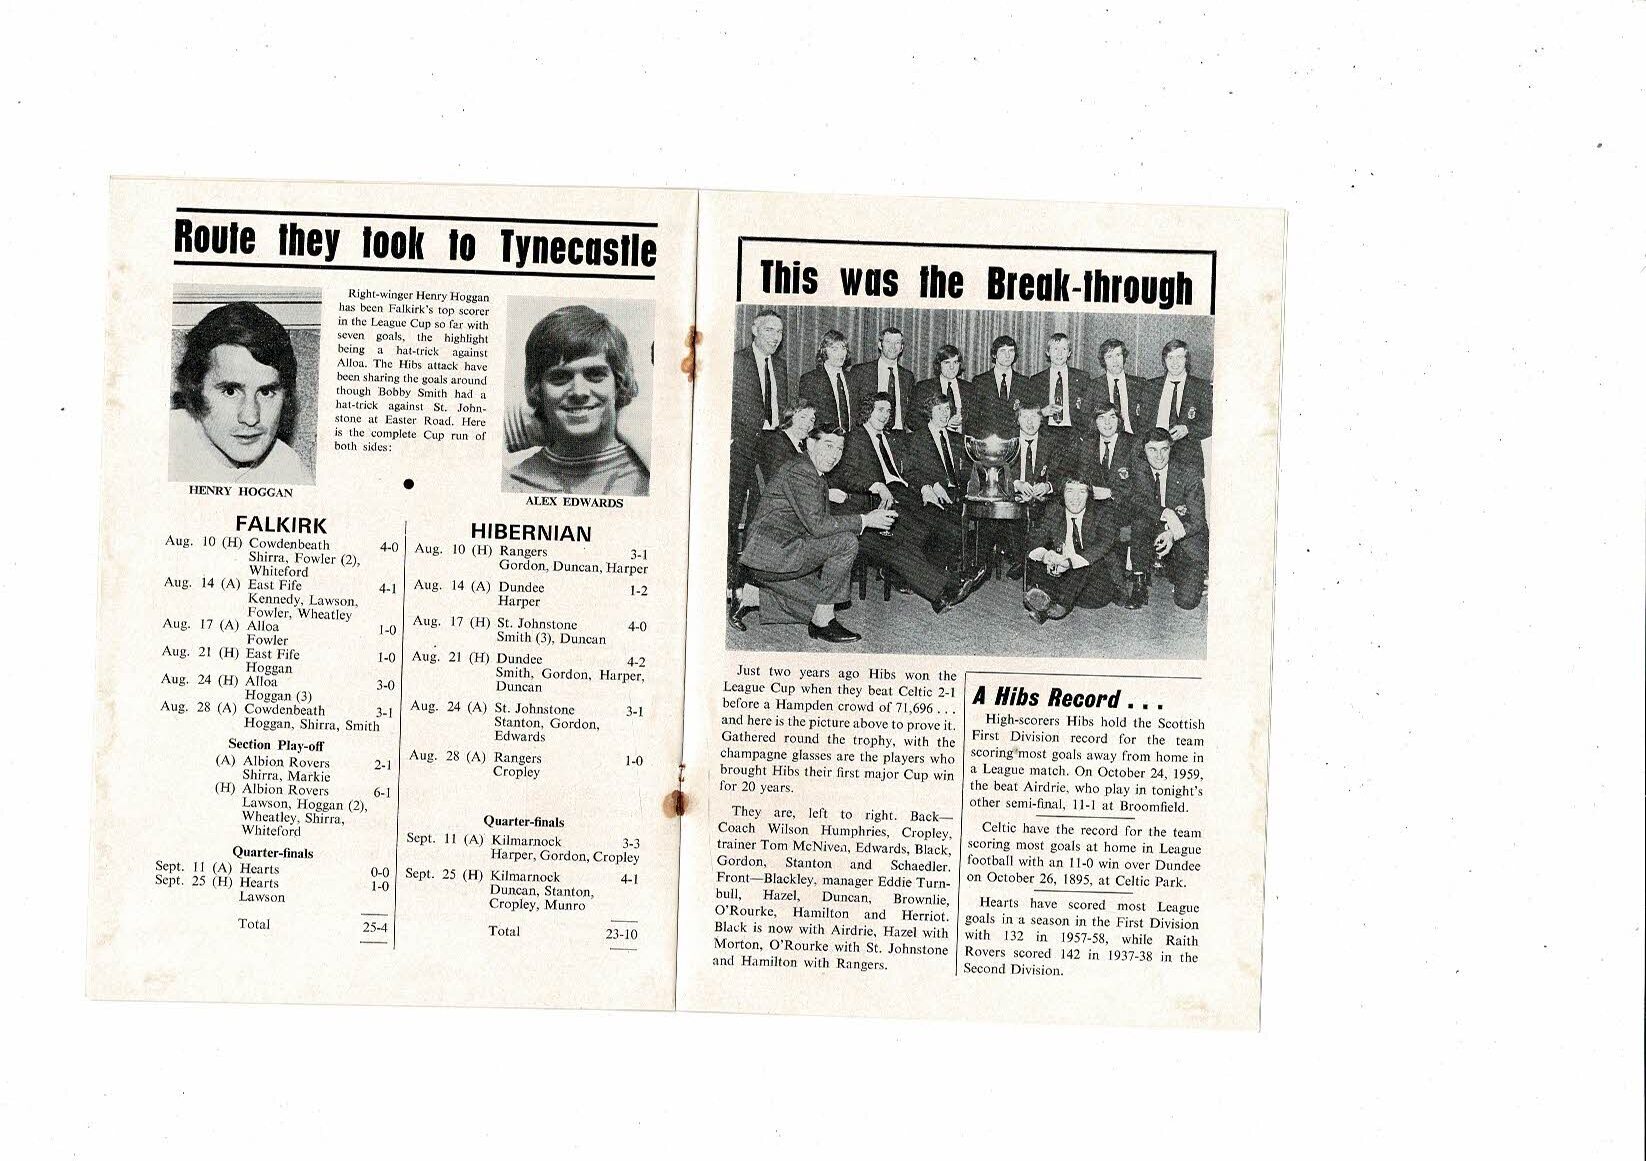 Route they took to Tynecastle
Right-winger Henry Hoggan
has been Falkirk's top scorer
in the League Cup so far with
seven goals, the highlight
being a hat-trick against
Alloa. The Hibs attack have
been sharing the goals around
though Bobby Smith had a
hat-trick against St. John-
stone at Easter Road. Here
is the complete Cup run of
both sides:
HENRY HOGGAN
ALEX EDWARDS
FALKIRK
Aug. 10 (H) Cowdenbeath 4-0
Shirra, Fowler (2),
Whiteford
Aug. 14 (A) East Fife 4-1
Kennedy, Lawson,
Fowler, Wheatley
Aug. 17 (A) Alloa 1-0
Fowler
Aug. 21 (H) East Fife 1-0
Hoggan
Aug. 24 (H) Alloa 3-0
Hoggan (3)
Aug. 28 (A) Cowdenbeath 3-1
Hoggan, Shirra, Smith
Section Play-off
(A) Albion Rovers 2-1
Shirra, Markie
(H) Albion Rovers 6-1
Lawson, Hoggan (2),
Wheatley, Shirra,
Whiteford
Quarter-finals
Sept. 11 (A) Hearts 0-0
Sept. 25 (H) Hearts 1-0
Lawson
Total 25-4
HIBERNIAN
Aug. 10 (H) Rangers 3-1
Gordon, Duncan, Harper
Aug. 14 (A) Dundee 1-2
Harper
Aug. 17 (H) St. Johnstone 4-0
Smith (3), Duncan
Aug. 21 (H) Dundee 4-2
Smith, Gordon, Harper,
Duncan
Aug. 24 (A) St. Johnstone 3-1
Stanton, Gordon,
Edwards
Aug. 28 (A) Rangers 1-0
Cropley
Quarter-finals
Sept. 11 (A) Kilmarnock 3-3
Harper, Gordon, Cropley
Sept. 25 (H) Kilmarnock 4-1
Duncan, Stanton,
Cropley, Munro
Total 23-10
This was the Break-through
Just two years ago Hibs won the
League Cup when they beat Celtic 2-1
before a Hampden crowd of 71,696 . . .
and here is the picture above to prove it.
Gathered round the trophy, with the
champagne glasses are the players who
brought Hibs their first major Cup win
for 20 years.
They are, left to right. Back—
Coach Wilson Humphries, Cropley,
trainer Tom McNiven, Edwards, Black,
Gordon, Stanton and Schaedler.
Front—Blackley, manager Eddie Turn-
bull, Hazel, Duncan, Brownlie,
O'Rourke, Hamilton and Herriot.
Black is now with Airdrie, Hazel with
Morton, O'Rourke with St. Johnstone
and Hamilton with Rangers.
A Hibs Record . . .
High-scorers Hibs hold the Scottish
First Division record for the team
scoring most goals away from home in
a League match. On October 24, 1959,
the beat Airdrie, who play in tonight's
other semi-final, 11-1 at Broomfield.
Celtic have the record for the team
scoring most goals at home in League
football with an 11-0 win over Dundee
on October 26, 1895, at Celtic Park.
Hearts have scored most League
goals in a season in the First Division
with 132 in 1957-58, while Raith
Rovers scored 142 in 1937-38 in the
Second Division.